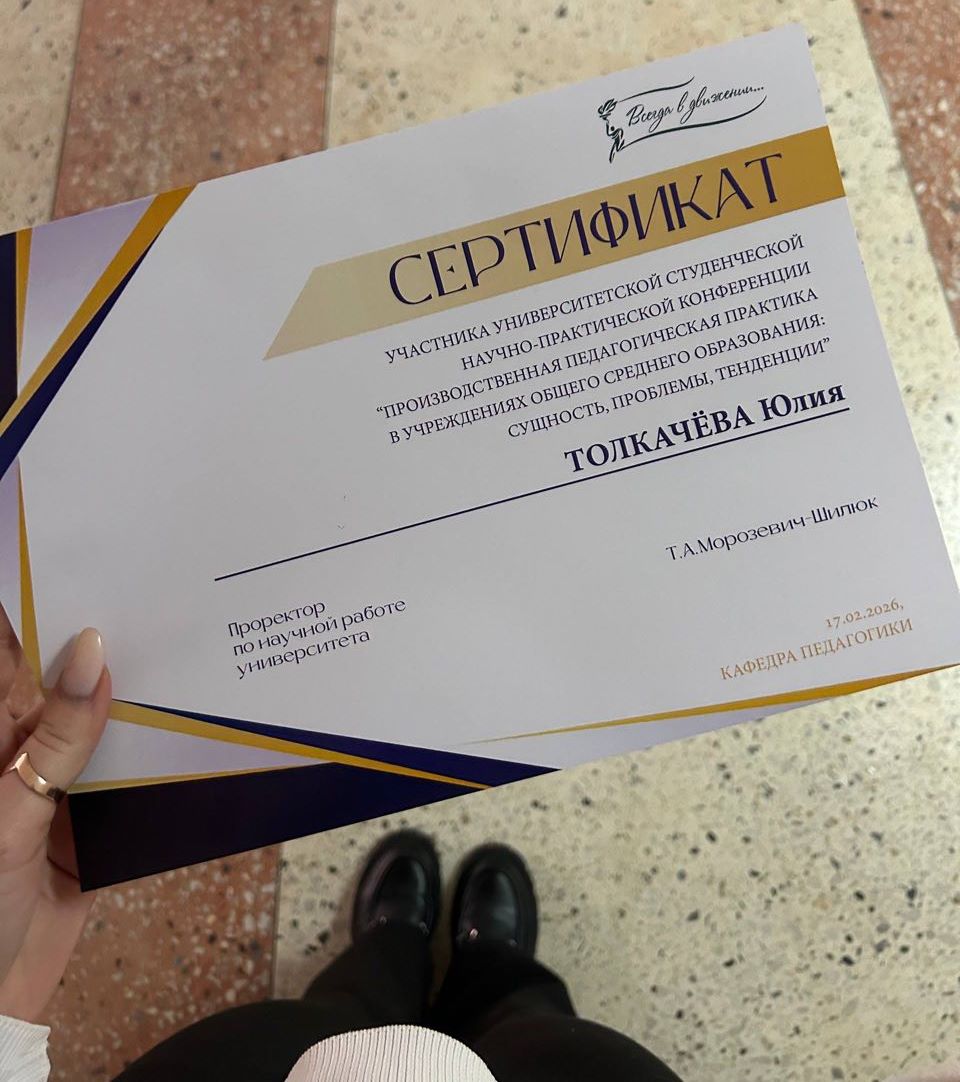 Всегда в движении...
СЕРТИФИКАТ
УЧАСТНИКА УНИВЕРСИТЕТСКОЙ СТУДЕНЧЕСКОЙ
НАУЧНО-ПРАКТИЧЕСКОЙ КОНФЕРЕНЦИИ
“ПРОИЗВОДСТВЕННАЯ ПЕДАГОГИЧЕСКАЯ ПРАКТИКА
В УЧРЕЖДЕНИЯХ ОБЩЕГО СРЕДНЕГО ОБРАЗОВАНИЯ:
СУЩНОСТЬ, ПРОБЛЕМЫ, ТЕНДЕНЦИИ”
ТОЛКАЧЁВА Юлия
Т.А.Морозевич-Шилюк
Проректор
по научной работе
университета
17.02.2026,
КАФЕДРА ПЕДАГОГИКИ